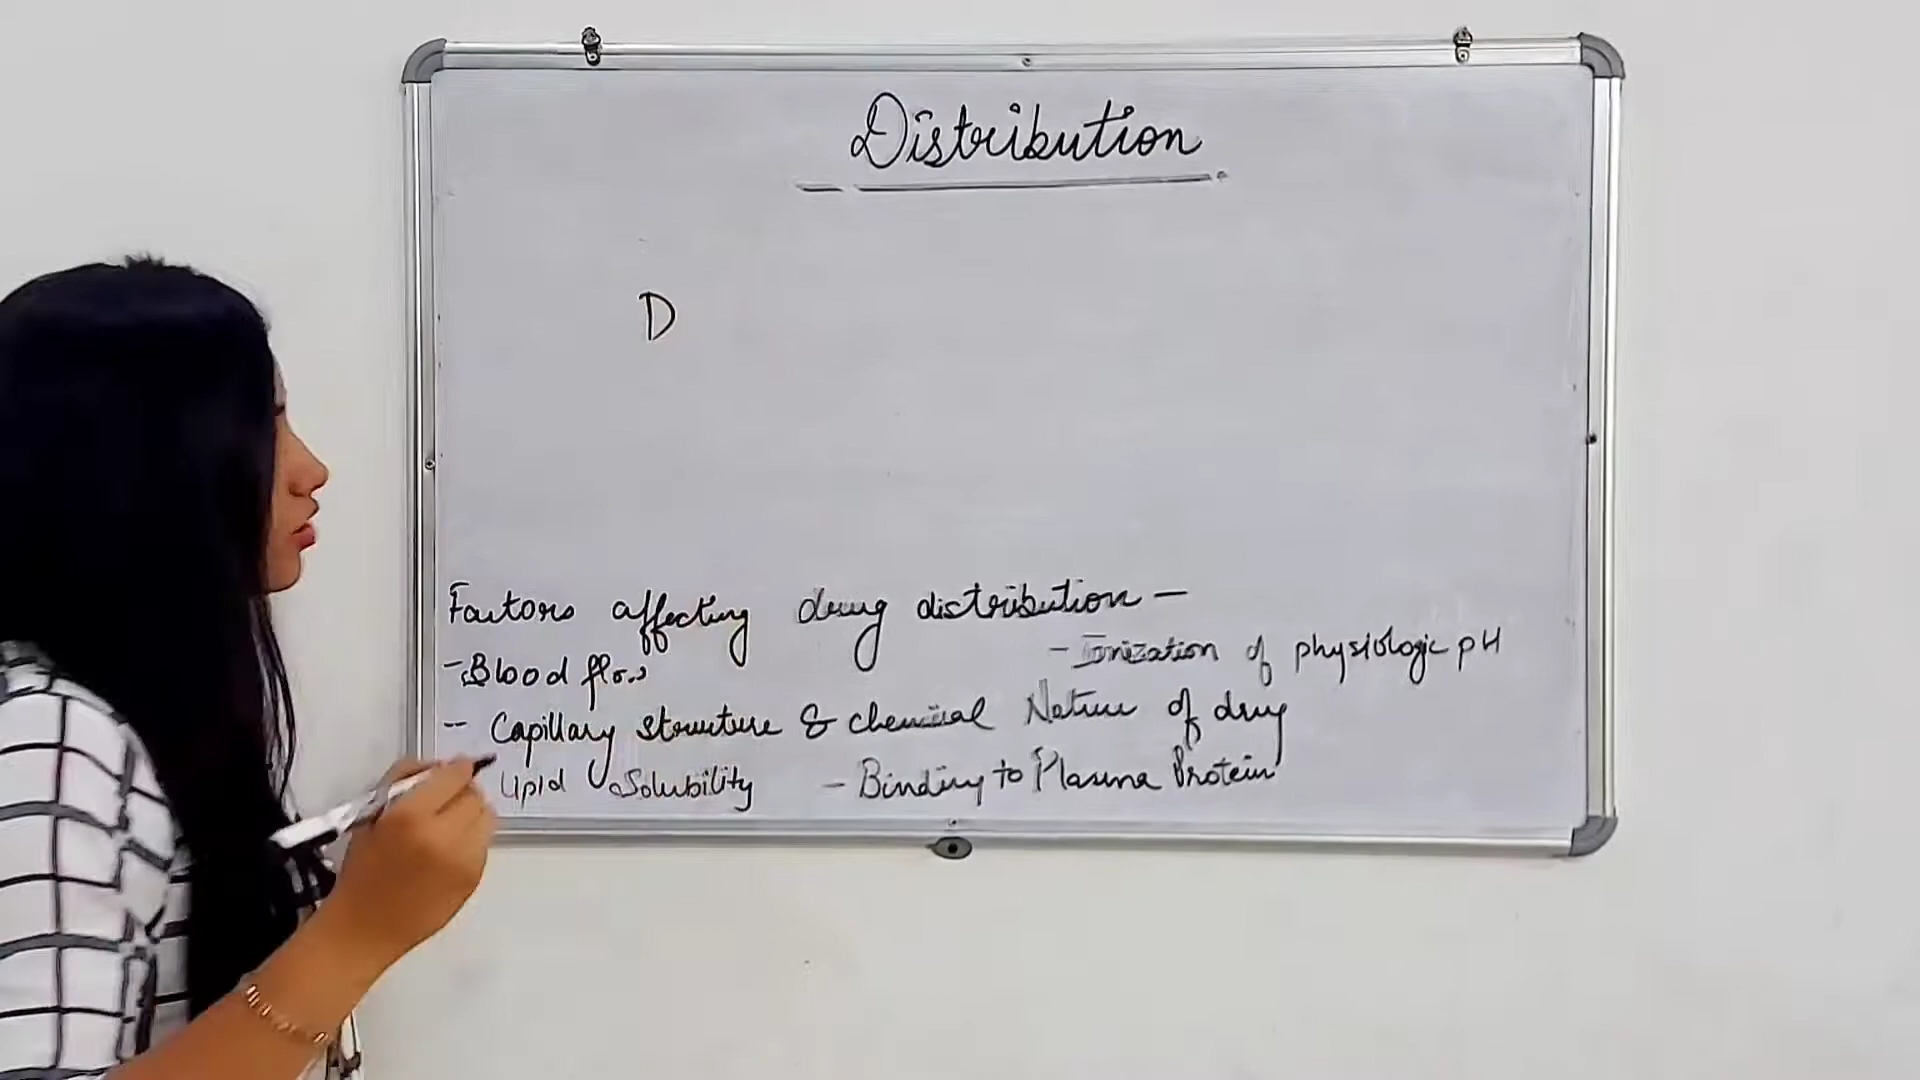 Distribution
D
Factors affecting drug distribution -
- Blood flow
- Ionization of physiologic pH
- Capillary structure & chemical Nature of drug
Lipid Solubility - Binding to Plasma Protein